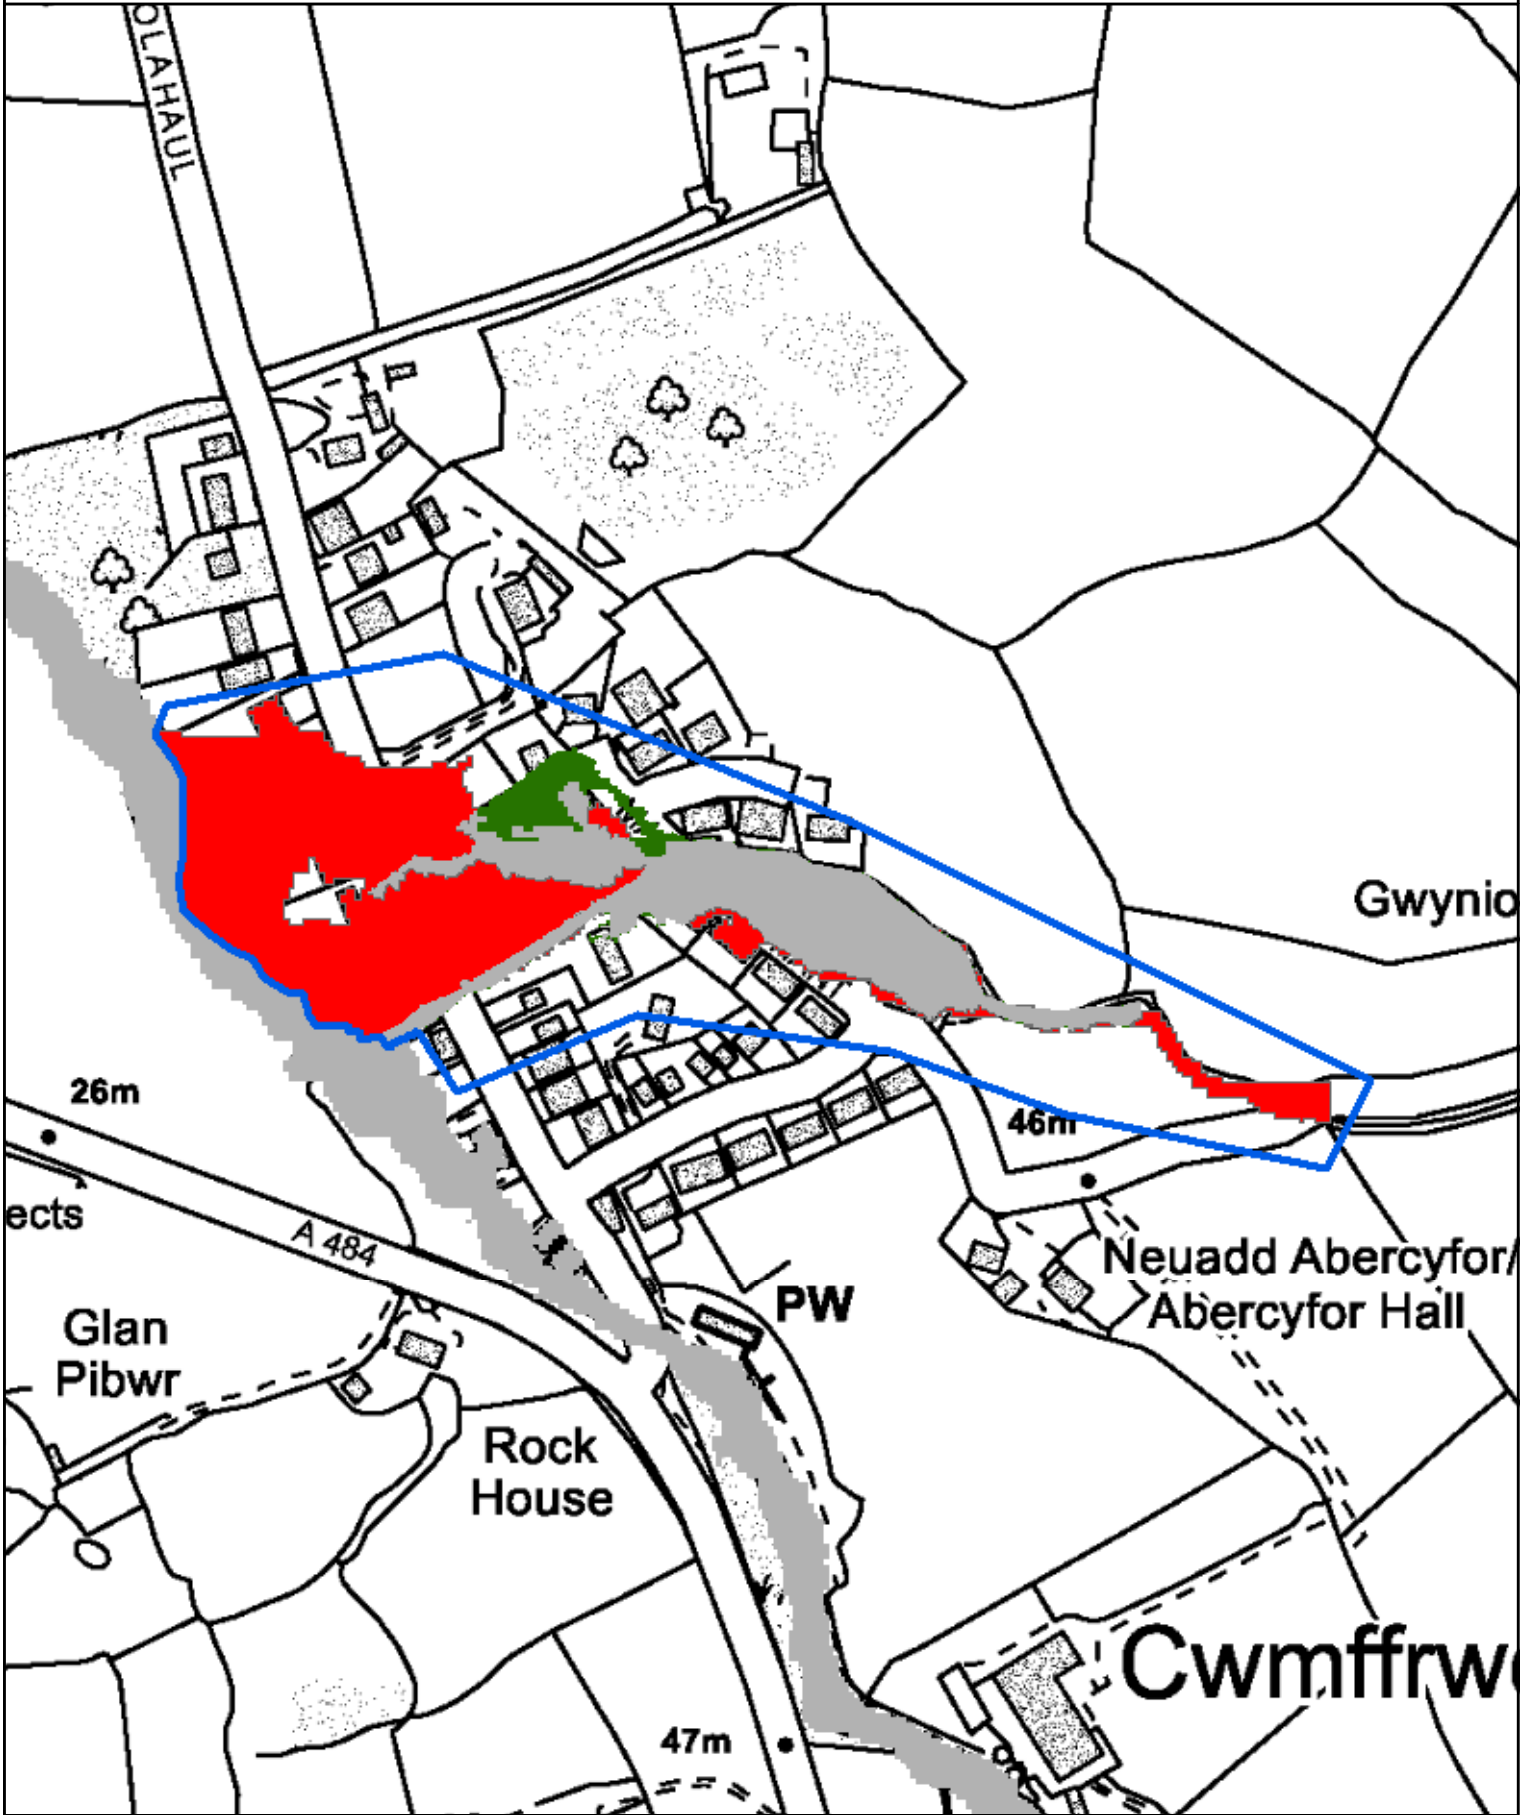 OLAHAUL
Gwynio
26m
46m
ects
A 484
Neuadd Abercyfor/
Abercyfor Hall
PW
Glan
Pibwr
Rock
House
Cwmffrw
47m